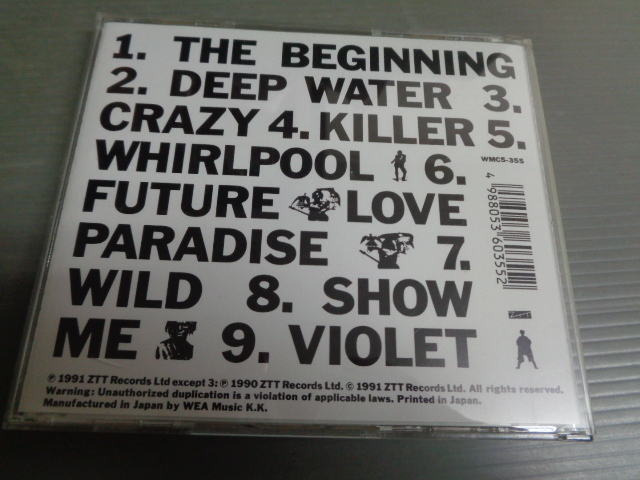 1. THE BEGINNING
2. DEEP WATER 3.
CRAZY 4. KILLER 5.
WHIRLPOOL 6.
WMC5-355
FUTURE LOVE
PARADISE 7.
WILD 8. SHOW
ME 9. VIOLET
4 988053 603552
℗ 1991 ZTT Records Ltd except 3: ℗ 1990 ZTT Records Ltd. © 1991 ZTT Records Ltd. All rights reserved.
Warning: Unauthorized duplication is a violation of applicable laws. Printed in Japan.
Manufactured in Japan by WEA Music K.K.